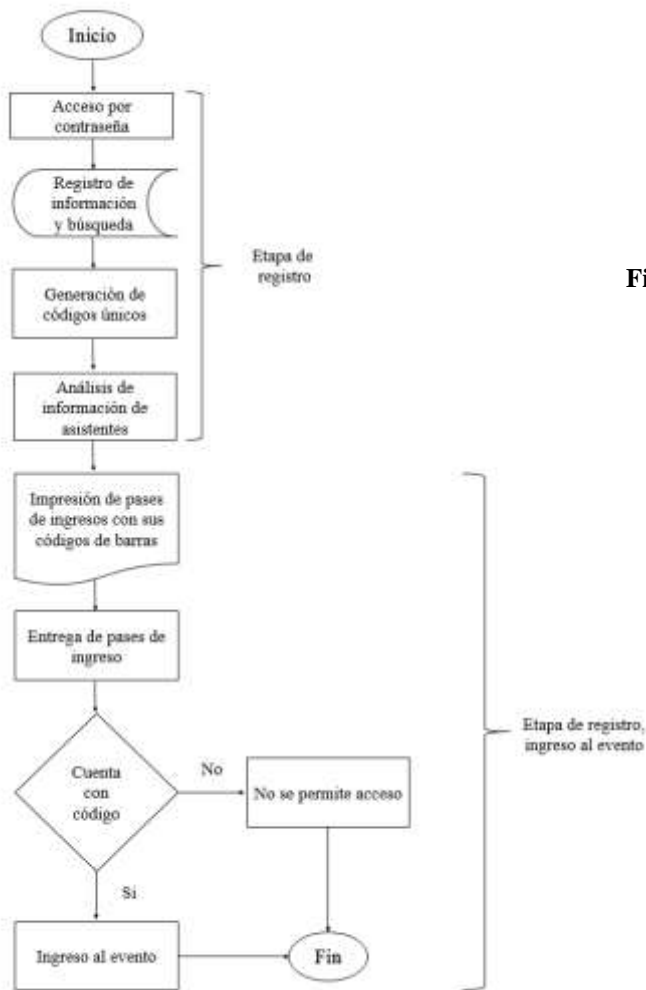 Inicio
Acceso por
contraseña
Registro de
información
y búsqueda
Generación de
códigos únicos
Análisis de
información de
asistentes
Etapa de
registro
Impresión de pases
de ingresos con sus
códigos de barras
Entrega de pases de
ingreso
Cuenta
con
código
No
No se permite acceso
Si
Ingreso al evento
Fin
Etapa de registro,
ingreso al evento